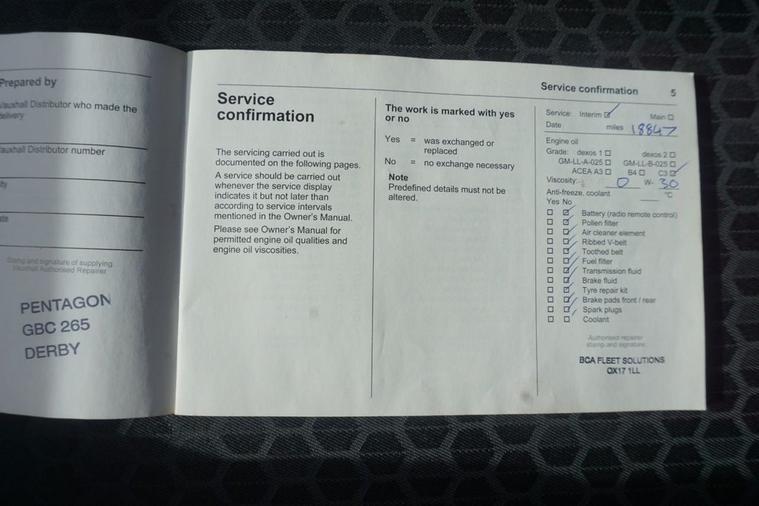 Prepared by
Vauxhall Distributor who made the
delivery
Vauxhall Distributor number
Stamp and signature of supplying
Vauxhall Authorised Repairer
PENTAGON
GBC 265
DERBY
Service confirmation 5
Service
confirmation
The servicing carried out is
documented on the following pages.
A service should be carried out
whenever the service display
indicates it but not later than
according to service intervals
mentioned in the Owner's Manual.
Please see Owner's Manual for
permitted engine oil qualities and
engine oil viscosities.
The work is marked with yes
or no
Yes = was exchanged or
replaced
No = no exchange necessary
Note
Predefined details must not be
altered.
Service: Interim ☑ Main ☐
Date miles 18847
Engine oil
Grade: dexos 1 ☐ dexos 2 ☐
GM-LL-A-025 ☐ GM-LL-B-025 ☐
ACEA A3 ☐ B4 ☐ C3 ☑
Viscosity: 0 W- 30
Anti-freeze, coolant °C
Yes No
☐ ☑ Battery (radio remote control)
☐ ☑ Pollen filter
☐ ☑ Air cleaner element
☐ ☑ Ribbed V-belt
☐ ☑ Toothed belt
☐ ☑ Fuel filter
☐ ☑ Transmission fluid
☐ ☑ Brake fluid
☐ ☑ Tyre repair kit
☐ ☑ Brake pads front / rear
☐ ☑ Spark plugs
☐ ☐ Coolant
Authorised repairer
stamp and signature
BCA FLEET SOLUTIONS
OX17 1LL